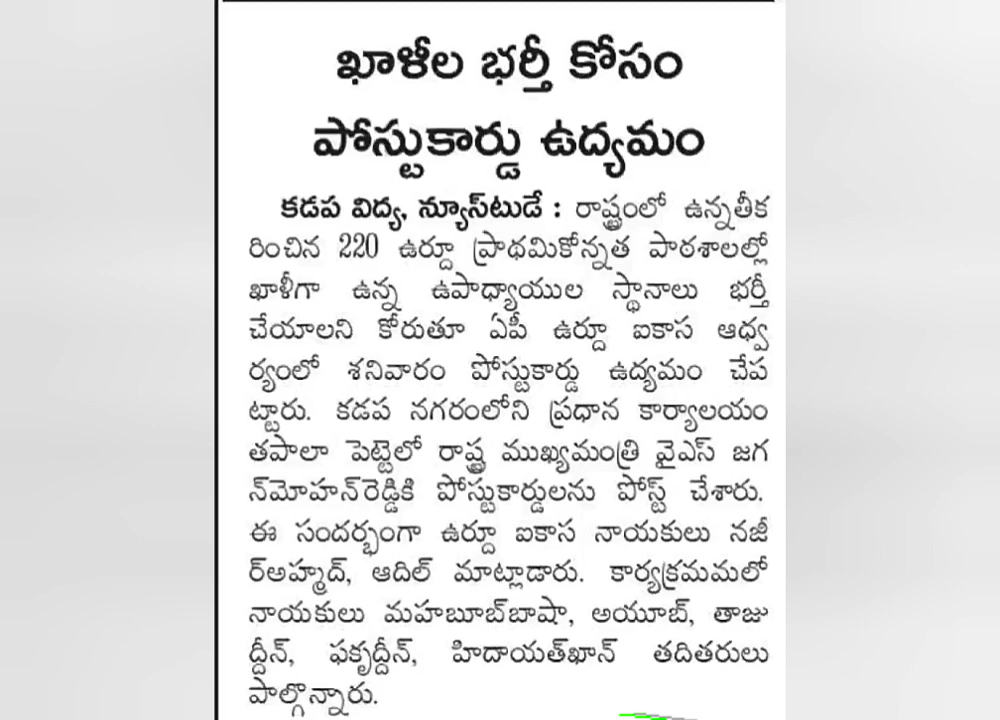 ఖాళీల భర్తీ కోసం
పోస్టుకార్డు ఉద్యమం
కడప విద్య, న్యూస్‌టుడే : రాష్ట్రంలో ఉన్నతీక
రించిన 220 ఉర్దూ ప్రాథమికోన్నత పాఠశాలల్లో
ఖాళీగా ఉన్న ఉపాధ్యాయుల స్థానాలు భర్తీ
చేయాలని కోరుతూ ఏపీ ఉర్దూ ఐకాస ఆధ్వ
ర్యంలో శనివారం పోస్టుకార్డు ఉద్యమం చేప
ట్టారు. కడప నగరంలోని ప్రధాన కార్యాలయం
తపాలా పెట్టెలో రాష్ట్ర ముఖ్యమంత్రి వైఎస్ జగ
న్‌మోహన్‌రెడ్డికి పోస్టుకార్డులను పోస్ట్ చేశారు.
ఈ సందర్భంగా ఉర్దూ ఐకాస నాయకులు నజీ
ర్‌అహ్మద్, ఆదిల్ మాట్లాడారు. కార్యక్రమమలో
నాయకులు మహబూబ్‌బాషా, అయూబ్, తాజు
ద్దీన్, ఫకృద్దీన్, హిదాయత్‌ఖాన్ తదితరులు
పాల్గొన్నారు.